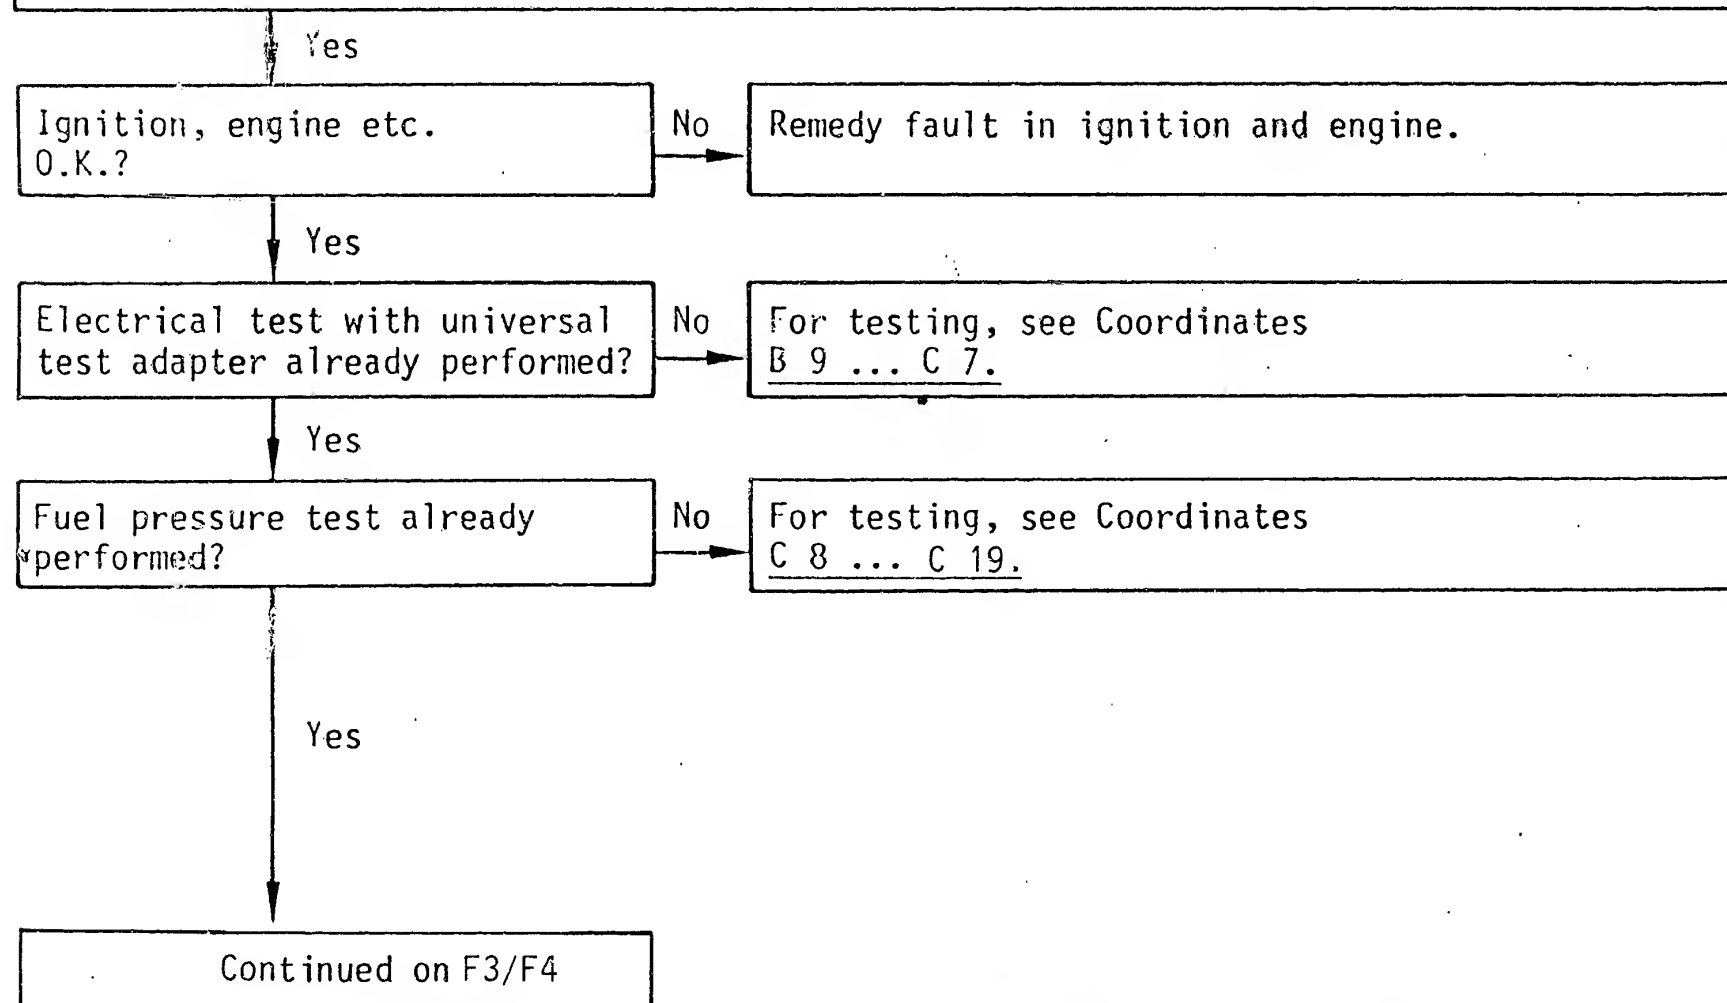 Yes
Ignition, engine etc.
O.K.?
No
Remedy fault in ignition and engine.
Yes
Electrical test with universal
test adapter already performed?
No
For testing, see Coordinates
B 9 ... C 7.
Yes
Fuel pressure test already
performed?
No
For testing, see Coordinates
C 8 ... C 19.
Yes
Continued on F3/F4